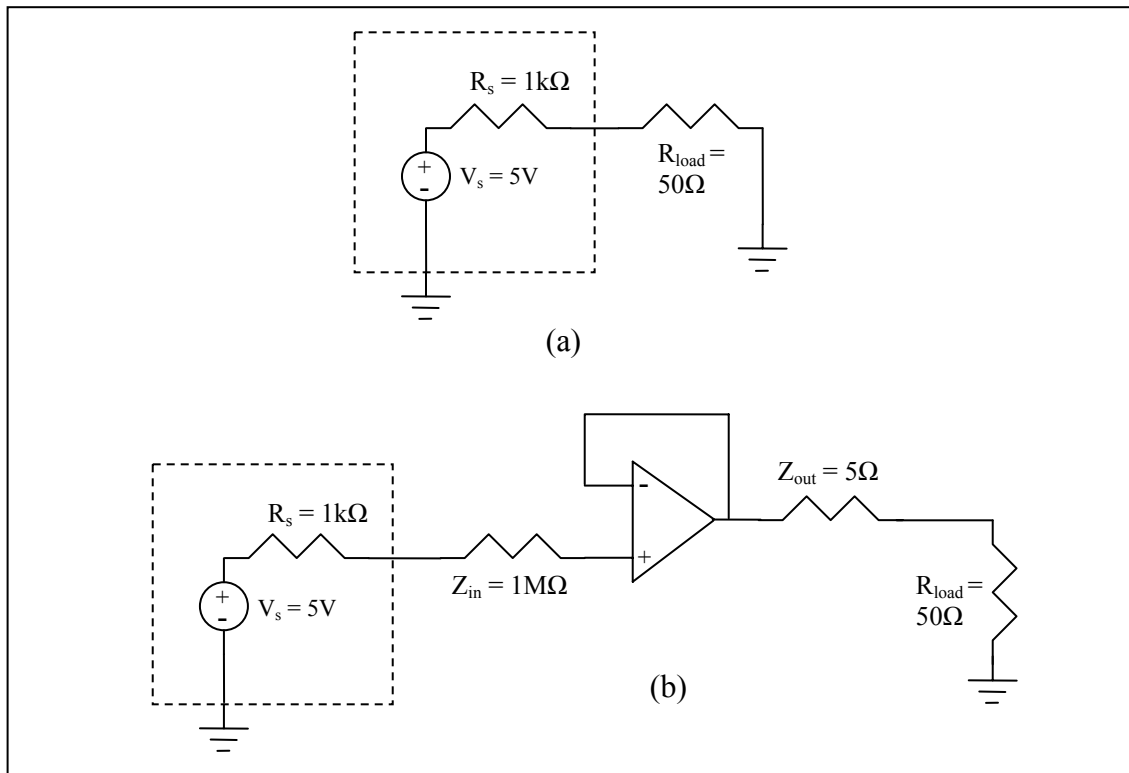 R_s = 1kΩ
+
-
V_s = 5V
R_load =
50Ω
(a)
Z_out = 5Ω
-
+
R_s = 1kΩ
Z_in = 1MΩ
+
-
V_s = 5V
R_load =
50Ω
(b)